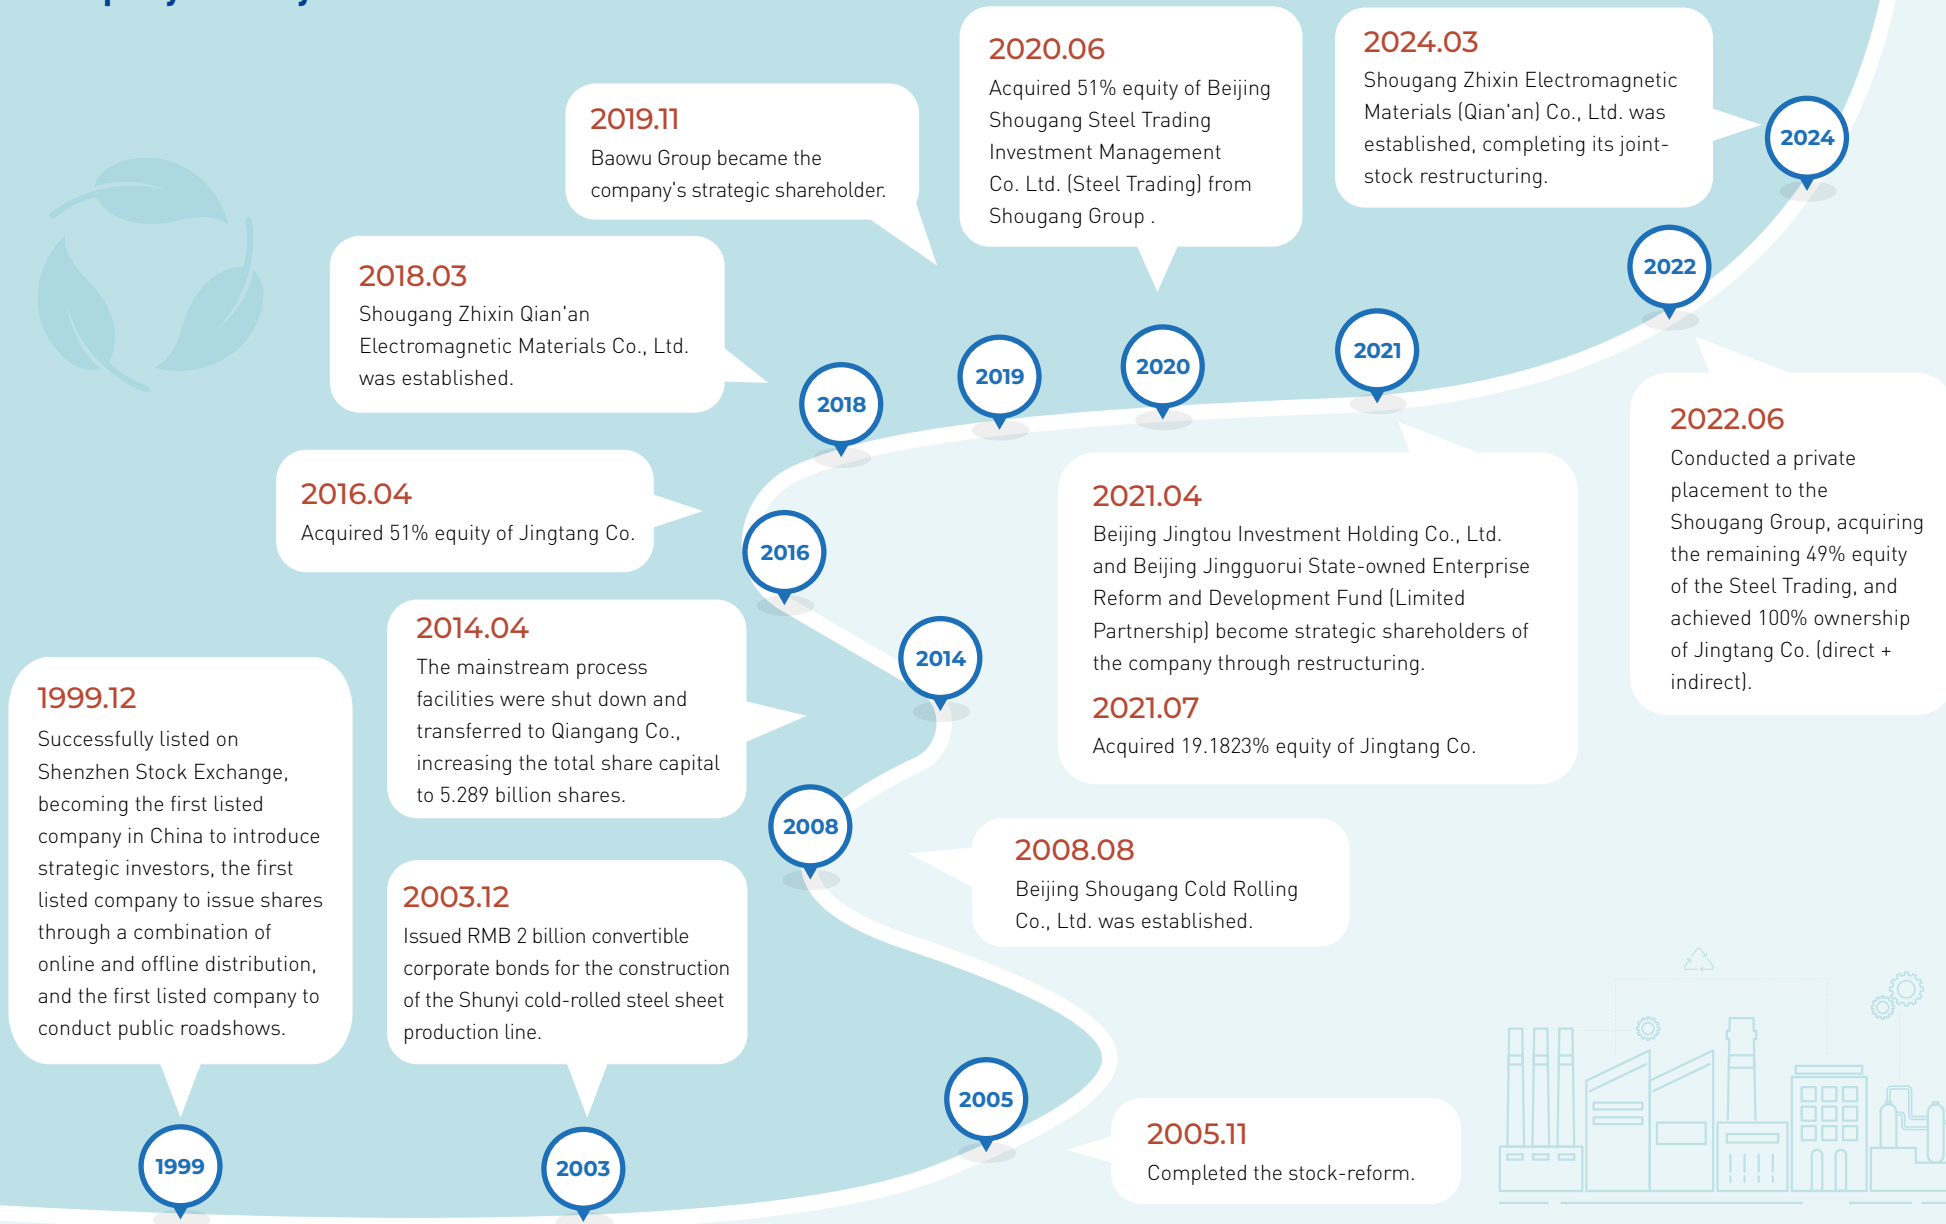 1999.12
Successfully listed on
Shenzhen Stock Exchange,
becoming the first listed
company in China to introduce
strategic investors, the first
listed company to issue shares
through a combination of
online and offline distribution,
and the first listed company to
conduct public roadshows.
1999
2003.12
Issued RMB 2 billion convertible
corporate bonds for the construction
of the Shunyi cold-rolled steel sheet
production line.
2003
2005
2005.11
Completed the stock-reform.
2008
2008.08
Beijing Shougang Cold Rolling
Co., Ltd. was established.
2014.04
The mainstream process
facilities were shut down and
transferred to Qiangang Co.,
increasing the total share capital
to 5.289 billion shares.
2014
2016.04
Acquired 51% equity of Jingtang Co.
2016
2018.03
Shougang Zhixin Qian'an
Electromagnetic Materials Co., Ltd.
was established.
2018
2019.11
Baowu Group became the
company's strategic shareholder.
2019
2020.06
Acquired 51% equity of Beijing
Shougang Steel Trading
Investment Management
Co. Ltd. (Steel Trading) from
Shougang Group .
2020
2021
2021.04
Beijing Jingtou Investment Holding Co., Ltd.
and Beijing Jingguorui State-owned Enterprise
Reform and Development Fund (Limited
Partnership) become strategic shareholders of
the company through restructuring.
2021.07
Acquired 19.1823% equity of Jingtang Co.
2022
2022.06
Conducted a private
placement to the
Shougang Group, acquiring
the remaining 49% equity
of the Steel Trading, and
achieved 100% ownership
of Jingtang Co. (direct +
indirect).
2024.03
Shougang Zhixin Electromagnetic
Materials (Qian'an) Co., Ltd. was
established, completing its joint-
stock restructuring.
2024